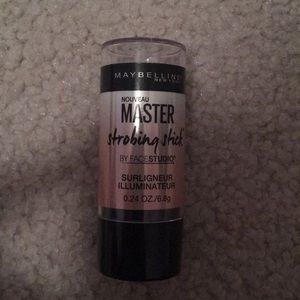 MAYBELLINE
NEW YORK
NOUVEAU
MASTER
strobing stick
BY FACESTUDIO®
SURLIGNEUR
ILLUMINATEUR
0.24 OZ./6.8g